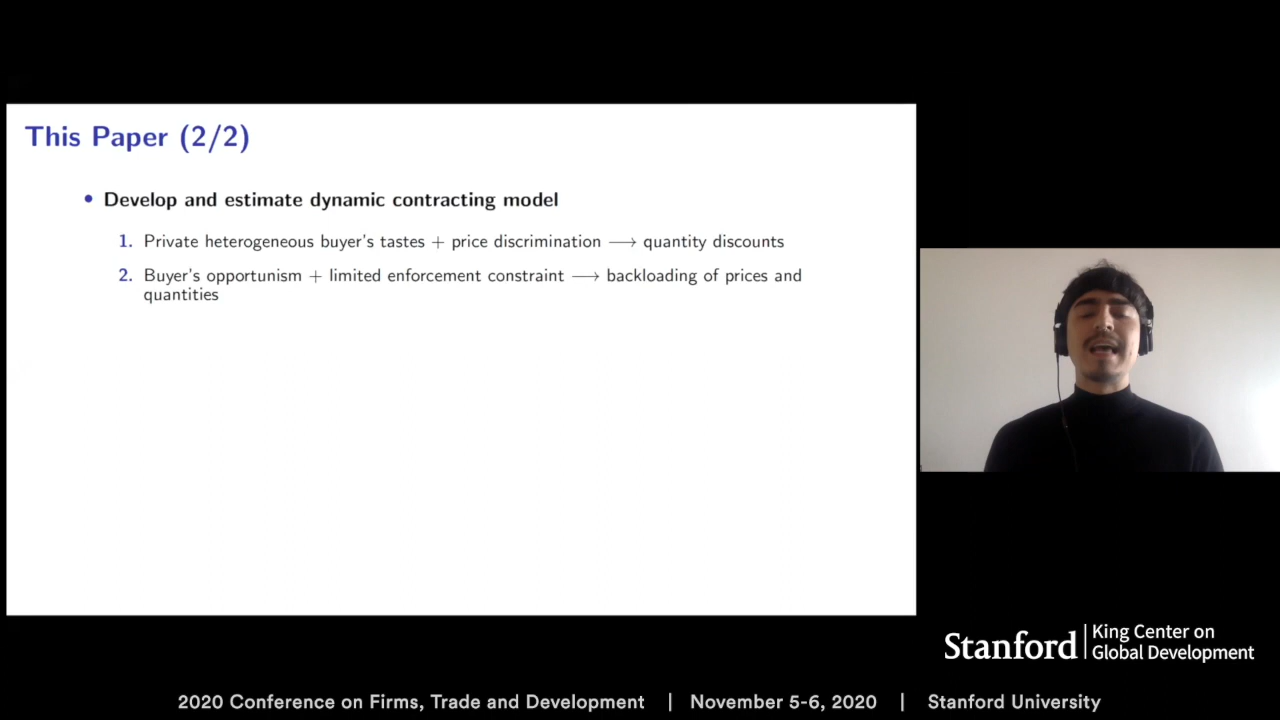 This Paper (2/2)
• Develop and estimate dynamic contracting model
1. Private heterogeneous buyer's tastes + price discrimination ⟶ quantity discounts
2. Buyer's opportunism + limited enforcement constraint ⟶ backloading of prices and
quantities
Stanford | King Center on
Global Development
2020 Conference on Firms, Trade and Development | November 5-6, 2020 | Stanford University